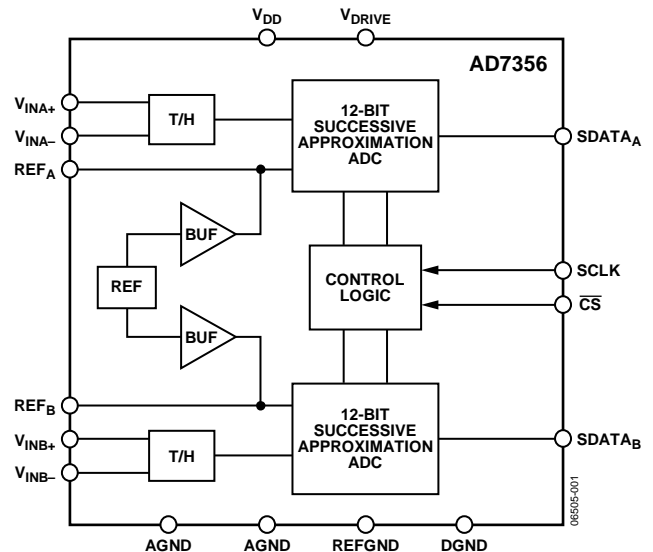 V_DD
V_DRIVE
AD7356
V_INA+
T/H
12-BIT
SUCCESSIVE
APPROXIMATION
ADC
SDATA_A
V_INA–
REF_A
BUF
REF
CONTROL
LOGIC
SCLK
C̅S̅
BUF
REF_B
12-BIT
SUCCESSIVE
APPROXIMATION
ADC
V_INB+
T/H
SDATA_B
V_INB–
06505-001
AGND
AGND
REFGND
DGND